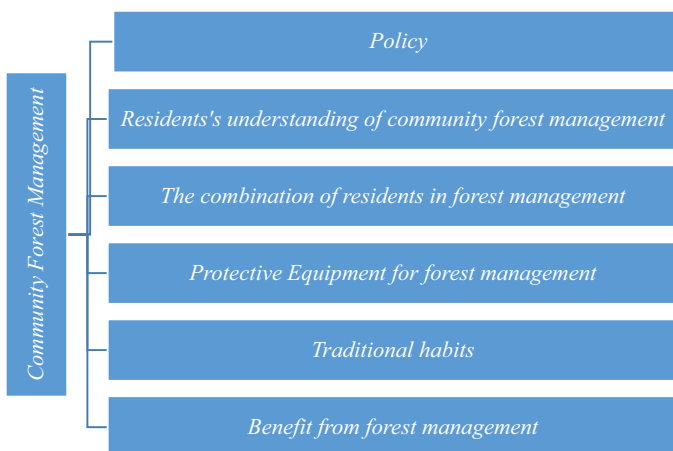 Community Forest Management
Policy
Residents's understanding of community forest management
The combination of residents in forest management
Protective Equipment for forest management
Traditional habits
Benefit from forest management